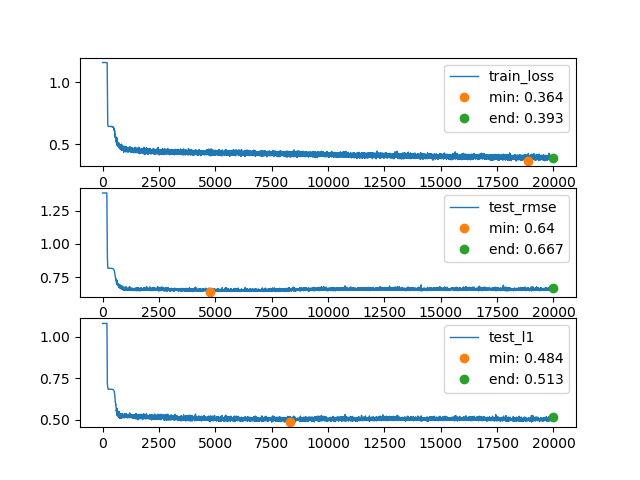 1.0
0.5
train_loss
min: 0.364
end: 0.393
0 2500 5000 7500 10000 12500 15000 17500 20000
1.25
1.00
0.75
test_rmse
min: 0.64
end: 0.667
0 2500 5000 7500 10000 12500 15000 17500 20000
1.00
0.75
0.50
test_l1
min: 0.484
end: 0.513
0 2500 5000 7500 10000 12500 15000 17500 20000